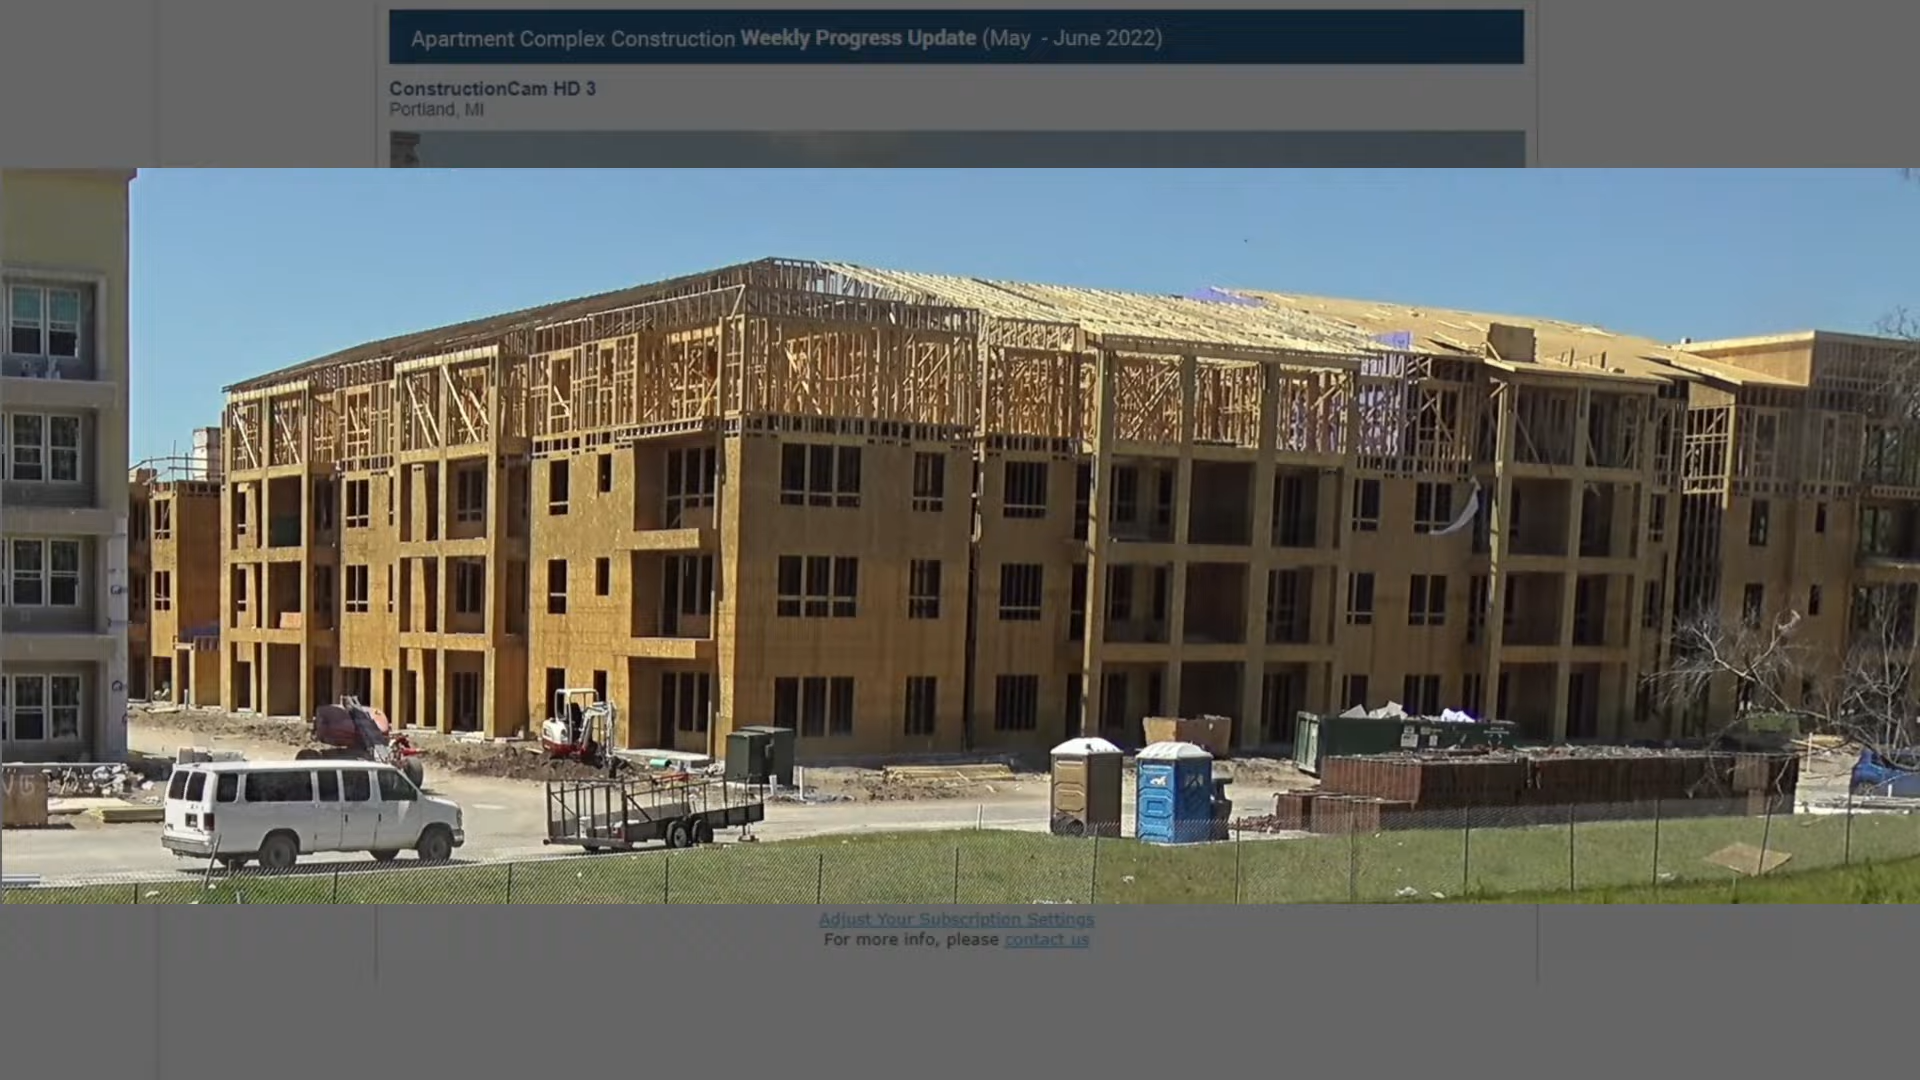 Apartment Complex Construction Weekly Progress Update (May - June 2022)
ConstructionCam HD 3
Portland, MI
Adjust Your Subscription Settings
For more info, please contact us